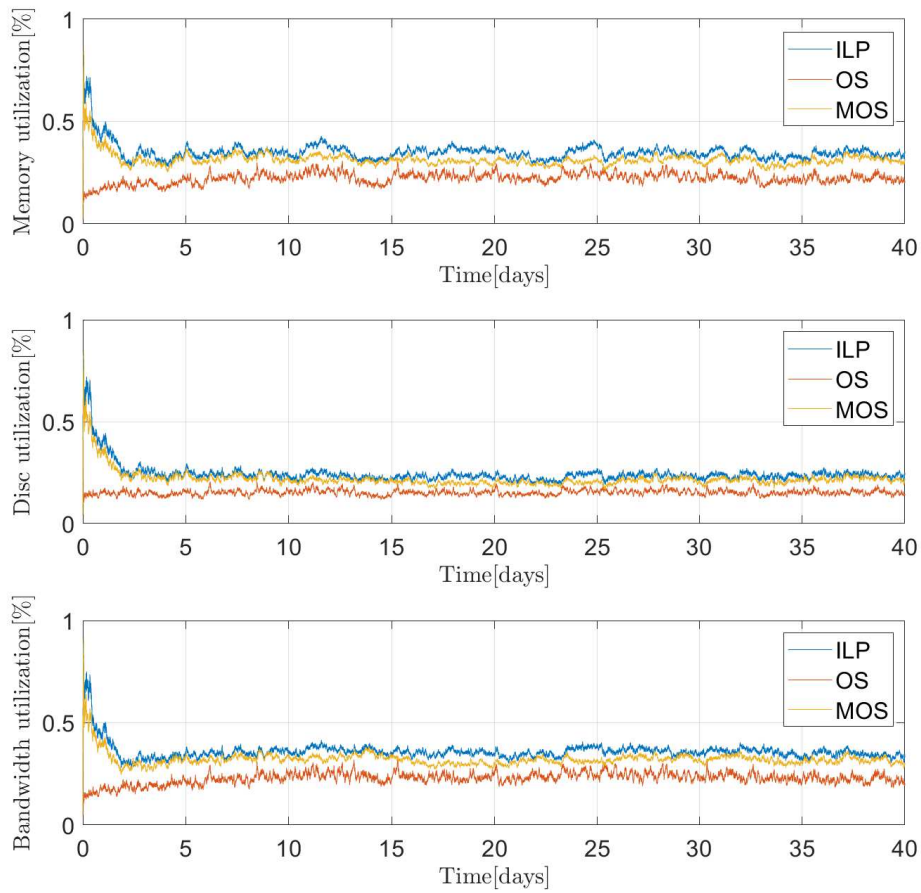 Memory utilization[%]
1
0.5
0
ILP
OS
MOS
0 5 10 15 20 25 30 35 40
Time[days]
Disc utilization[%]
1
0.5
0
ILP
OS
MOS
0 5 10 15 20 25 30 35 40
Time[days]
Bandwidth utilization[%]
1
0.5
0
ILP
OS
MOS
0 5 10 15 20 25 30 35 40
Time[days]